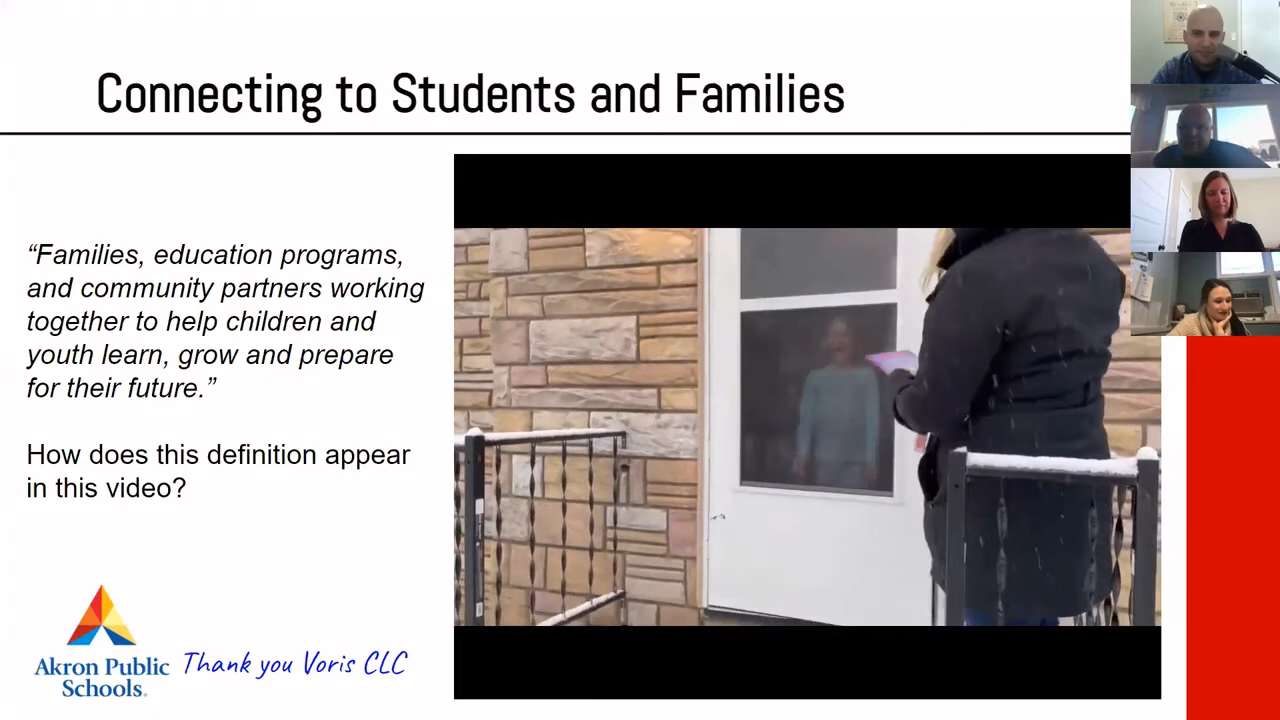 Connecting to Students and Families
“Families, education programs,
and community partners working
together to help children and
youth learn, grow and prepare
for their future.”
How does this definition appear
in this video?
Akron Public
Schools.
Thank you Voris CLC